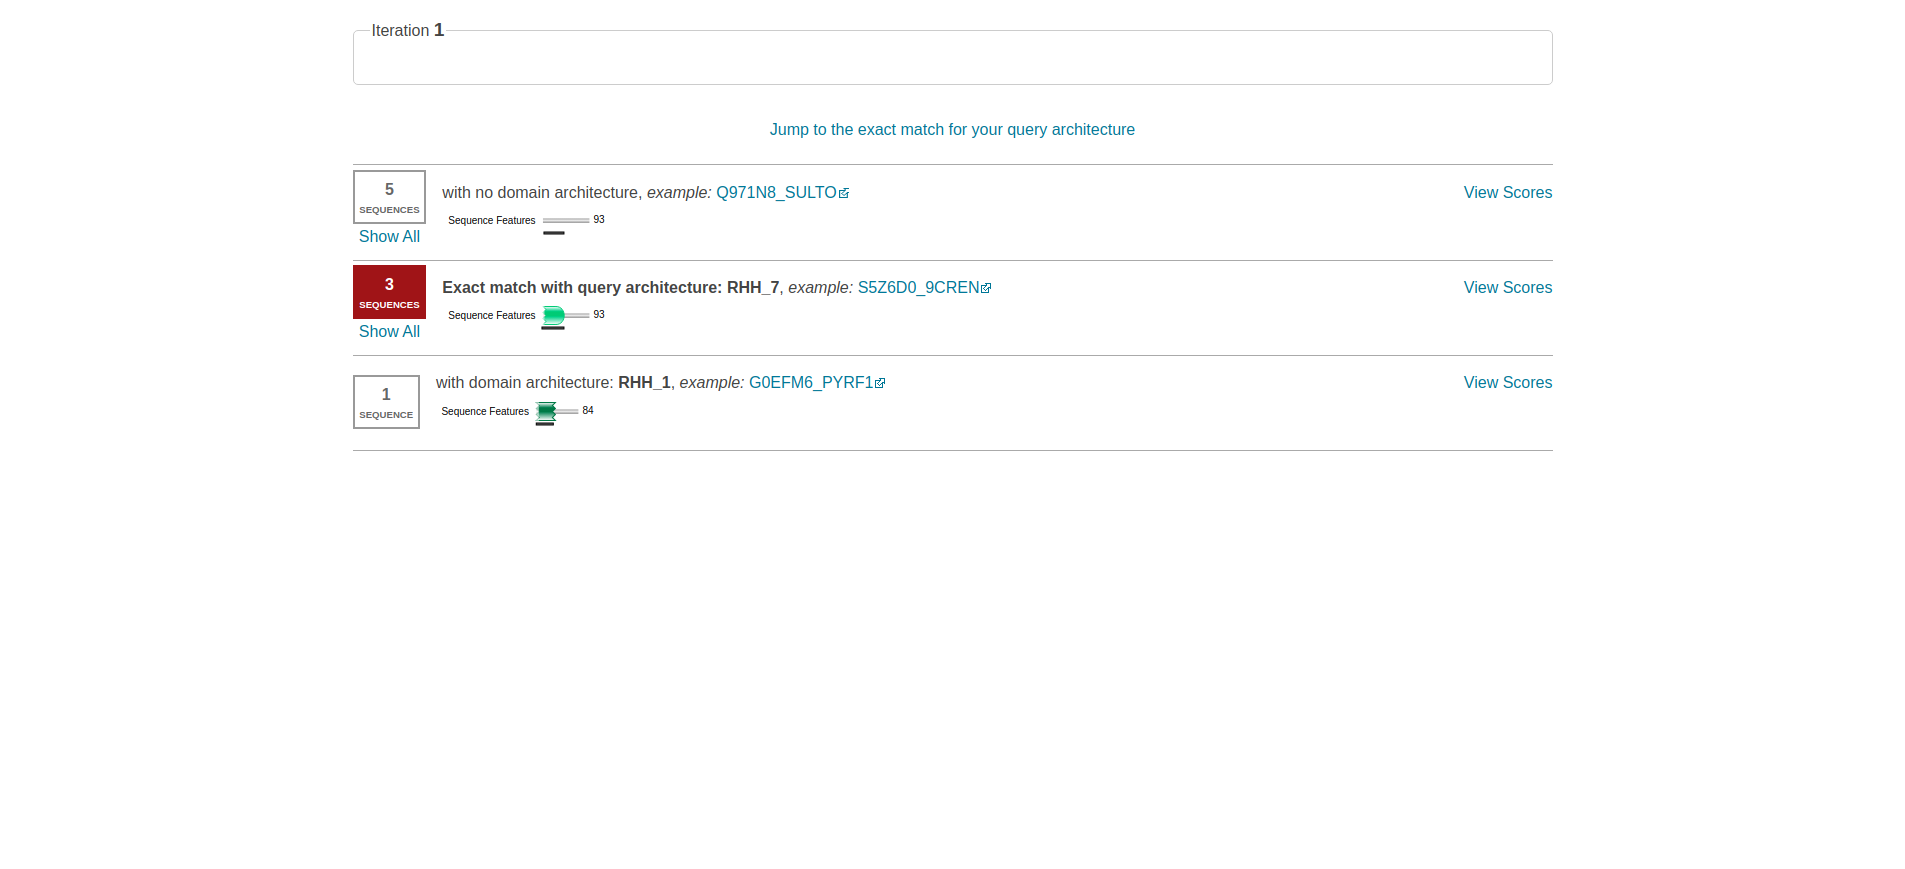 Iteration 1
Jump to the exact match for your query architecture
5
SEQUENCES
Show All
with no domain architecture, example: Q971N8_SULTO
View Scores
Sequence Features 93
3
SEQUENCES
Show All
Exact match with query architecture: RHH_7, example: S5Z6D0_9CREN
View Scores
Sequence Features 93
1
SEQUENCE
with domain architecture: RHH_1, example: G0EFM6_PYRF1
View Scores
Sequence Features 84